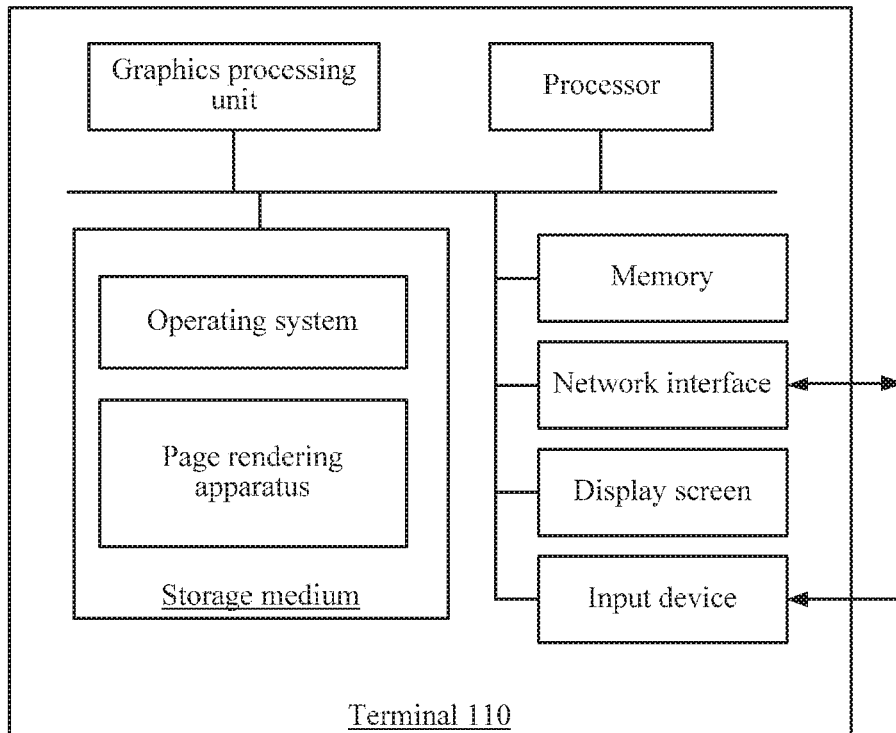 Graphics processing
unit
Processor
Operating system
Page rendering
apparatus
Storage medium
Memory
Network interface
Display screen
Input device
Terminal 110